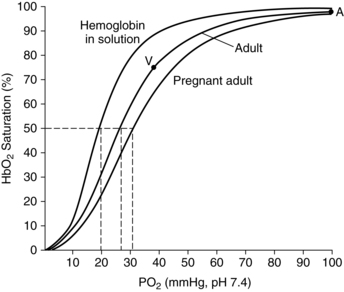 Hemoglobin
in solution
A
V
Adult
Pregnant adult
HbO2 Saturation (%)
100
90
80
70
60
50
40
30
20
10
0
10 20 30 40 50 60 70 80 90 100
PO2 (mmHg, pH 7.4)